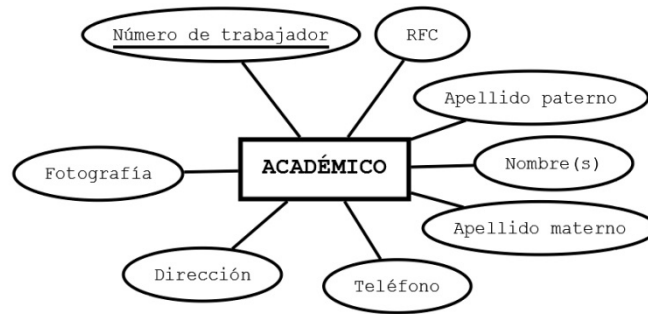 Número de trabajador
RFC
Apellido paterno
ACADÉMICO
Nombre(s)
Fotografía
Apellido materno
Dirección
Teléfono